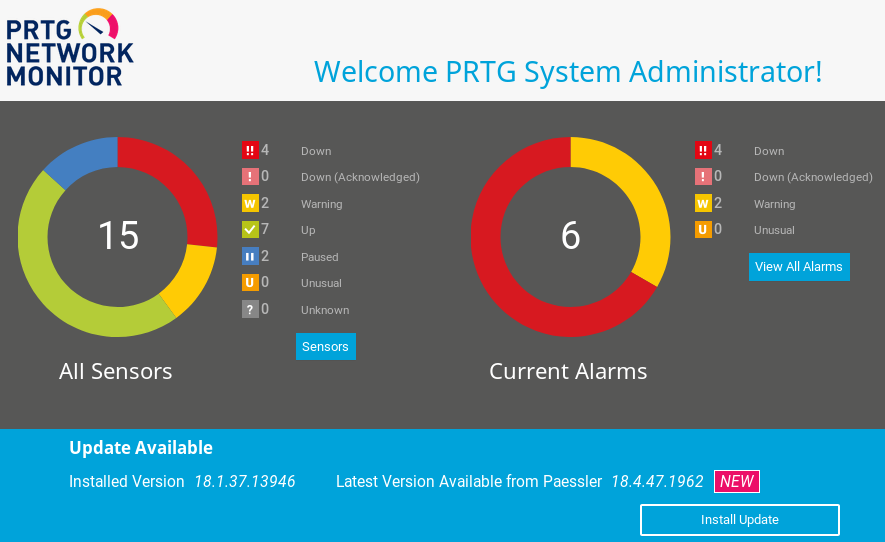 PRTG
NETWORK
MONITOR
Welcome PRTG System Administrator!
15
All Sensors
!! 4 Down
! 0 Down (Acknowledged)
W 2 Warning
7 Up
2 Paused
U 0 Unusual
? 0 Unknown
Sensors
6
Current Alarms
!! 4 Down
! 0 Down (Acknowledged)
W 2 Warning
U 0 Unusual
View All Alarms
Update Available
Installed Version 18.1.37.13946 Latest Version Available from Paessler 18.4.47.1962 NEW
Install Update